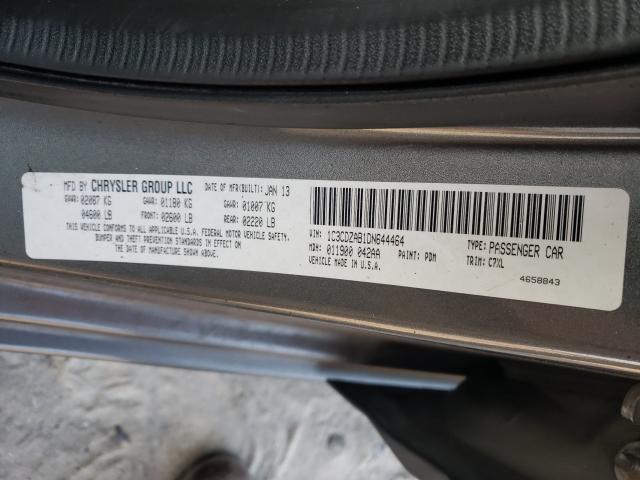 MFD BY CHRYSLER GROUP LLC DATE OF MFR(BUILT): JAN 13
GVWR: 02087 KG GAWR: 01180 KG GAWR: 01007 KG
04600 LB FRONT: 02600 LB REAR: 02220 LB
THIS VEHICLE CONFORMS TO ALL APPLICABLE U.S.A. FEDERAL MOTOR VEHICLE SAFETY,
BUMPER AND THEFT PREVENTION STANDARDS IN EFFECT ON
THE DATE OF MANUFACTURE SHOWN ABOVE.
VIN: 1C3CDZAB1DN644464 TYPE: PASSENGER CAR
MDH: 011900 042AA PAINT: PDM TRIM: C7XL
VEHICLE MADE IN U.S.A.
4658843